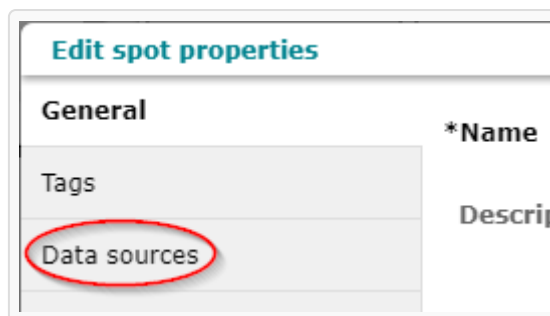 Edit spot properties
General
*Name
Tags
Data sources